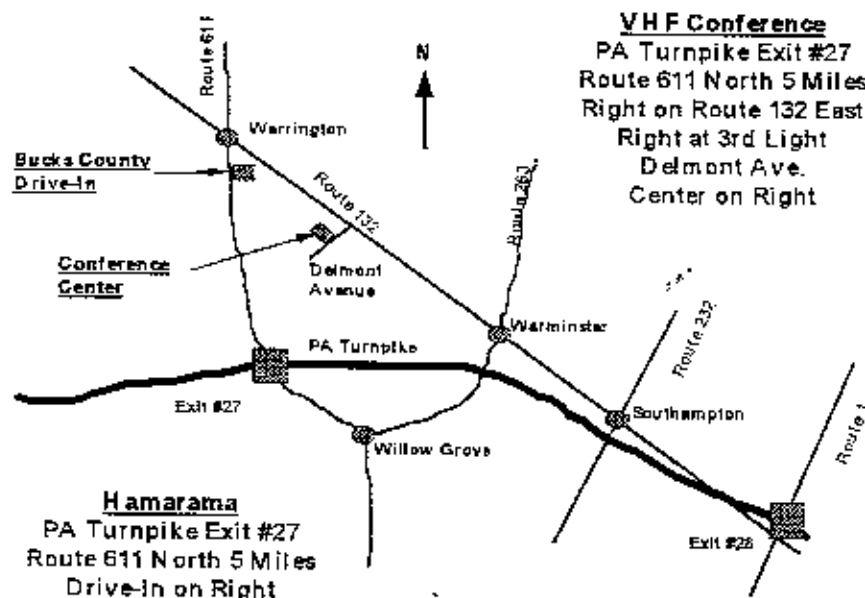 VHF Conference
PA Turnpike Exit #27
Route 611 North 5 Miles
Right on Route 132 East
Right at 3rd Light
Delmont Ave.
Center on Right
N
Route 611
Warrington
Bucks County
Drive-In
Route 132
Route 263
Conference
Center
Delmont
Avenue
Warminster
Route 232
PA Turnpike
Exit #27
Southampton
Route 1
Willow Grove
Hamarama
PA Turnpike Exit #27
Route 611 North 5 Miles
Drive-In on Right
Exit #28